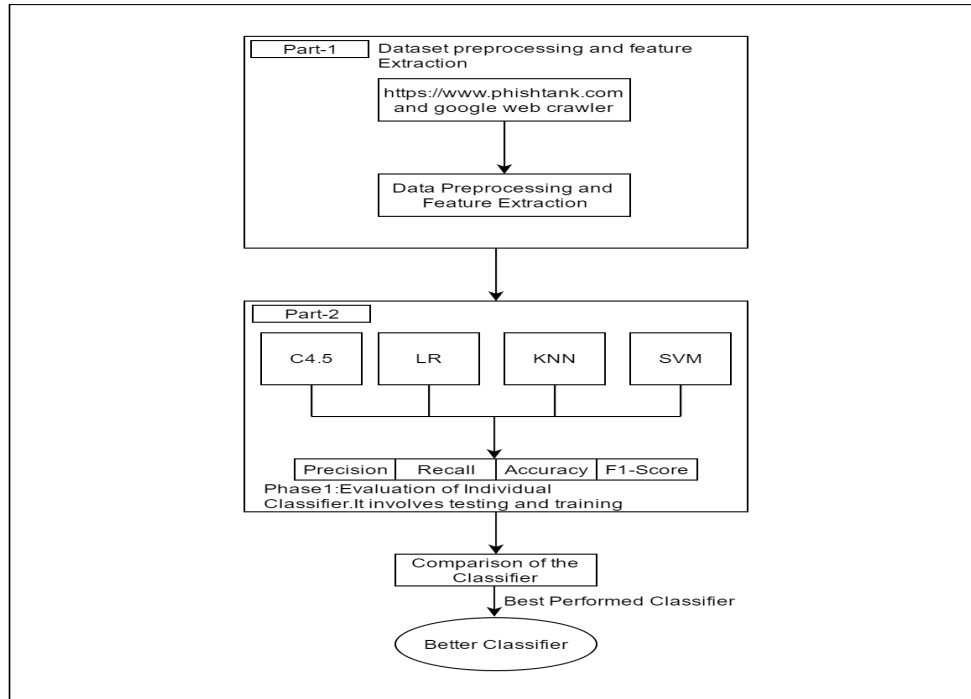 Part-1
Dataset preprocessing and feature
Extraction
https://www.phishtank.com
and google web crawler
Data Preprocessing and
Feature Extraction
Part-2
C4.5
LR
KNN
SVM
Precision
Recall
Accuracy
F1-Score
Phase1:Evaluation of Individual
Classifier.It involves testing and training
Comparison of the
Classifier
Best Performed Classifier
Better Classifier